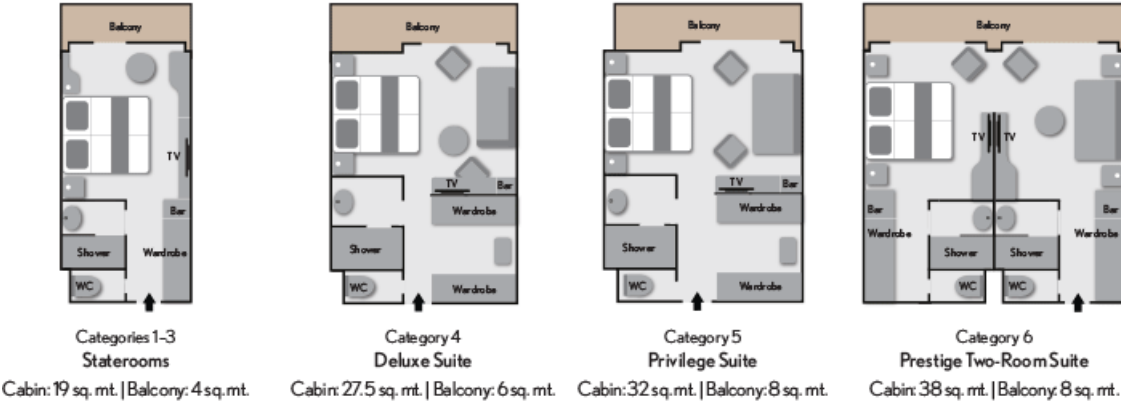 Balcony
TV
Bar
Shower
Wardrobe
WC
Categories 1-3
Staterooms
Cabin: 19 sq. mt. | Balcony: 4 sq. mt.
Balcony
TV
Bar
Wardrobe
Shower
WC
Wardrobe
Category 4
Deluxe Suite
Cabin: 27.5 sq. mt. | Balcony: 6 sq. mt.
Balcony
TV
Bar
Wardrobe
Shower
WC
Wardrobe
Category 5
Privilege Suite
Cabin: 32 sq. mt. | Balcony: 8 sq. mt.
Balcony
TV TV
Bar
Bar
Wardrobe
Wardrobe
Shower
Shower
WC
WC
Category 6
Prestige Two-Room Suite
Cabin: 38 sq. mt. | Balcony: 8 sq. mt.